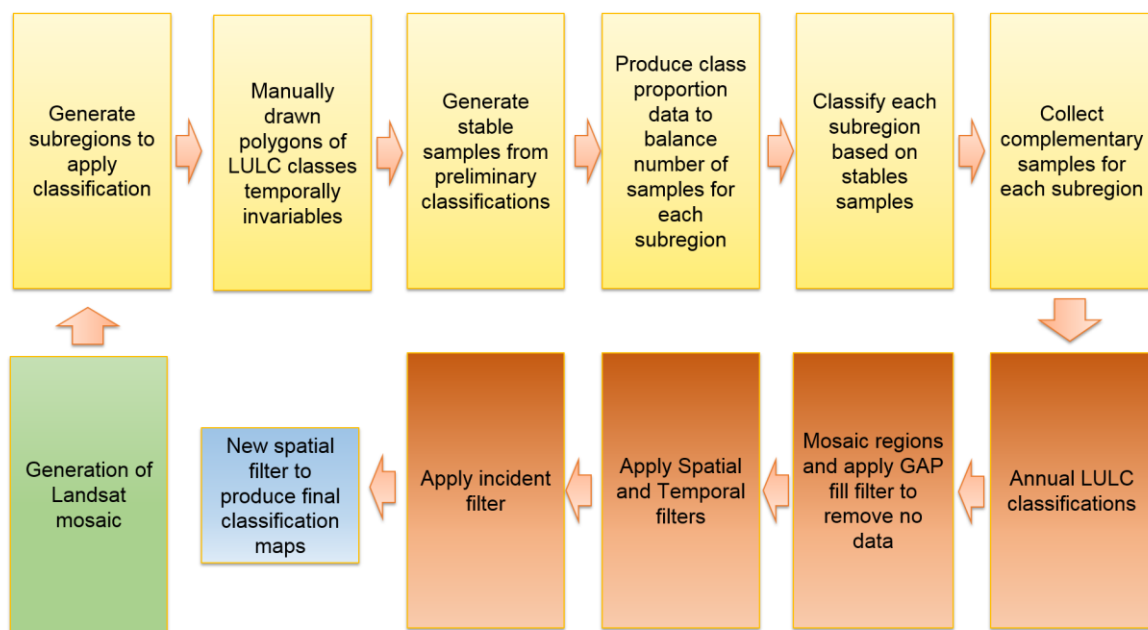 Generate
subregions to
apply
classification
Manually
drawn
polygons of
LULC classes
temporally
invariables
Generate
stable
samples from
preliminary
classifications
Produce class
proportion
data to
balance
number of
samples for
each
subregion
Classify each
subregion
based on
stables
samples
Collect
complementary
samples for
each subregion
Generation of
Landsat
mosaic
New spatial
filter to
produce final
classification
maps
Apply incident
filter
Apply Spatial
and Temporal
filters
Mosaic regions
and apply GAP
fill filter to
remove no
data
Annual LULC
classifications